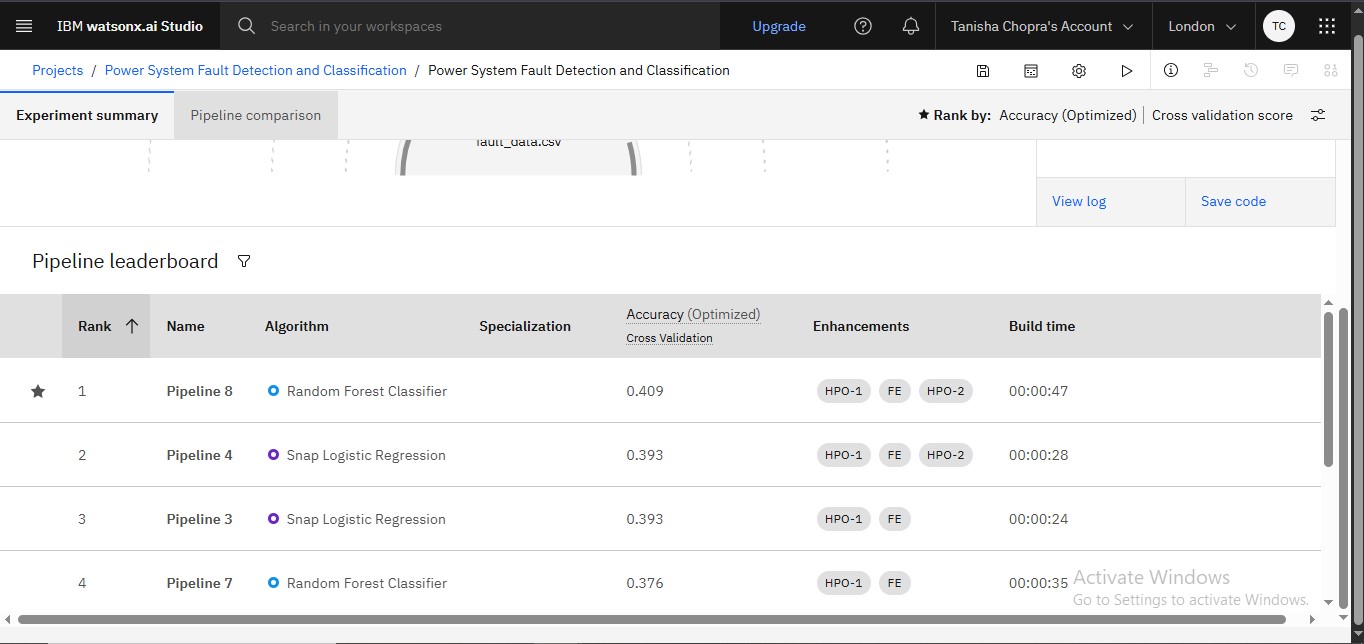 IBM watsonx.ai Studio Search in your workspaces Upgrade Tanisha Chopra's Account London TC
Projects / Power System Fault Detection and Classification / Power System Fault Detection and Classification
Experiment summary Pipeline comparison ★ Rank by: Accuracy (Optimized) | Cross validation score
fault_data.csv
View log Save code
Pipeline leaderboard
Rank ↑ Name Algorithm Specialization Accuracy (Optimized) Enhancements Build time
Cross Validation
★ 1 Pipeline 8 Random Forest Classifier 0.409 HPO-1 FE HPO-2 00:00:47
2 Pipeline 4 Snap Logistic Regression 0.393 HPO-1 FE HPO-2 00:00:28
3 Pipeline 3 Snap Logistic Regression 0.393 HPO-1 FE 00:00:24
4 Pipeline 7 Random Forest Classifier 0.376 HPO-1 FE 00:00:35
Activate Windows
Go to Settings to activate Windows.